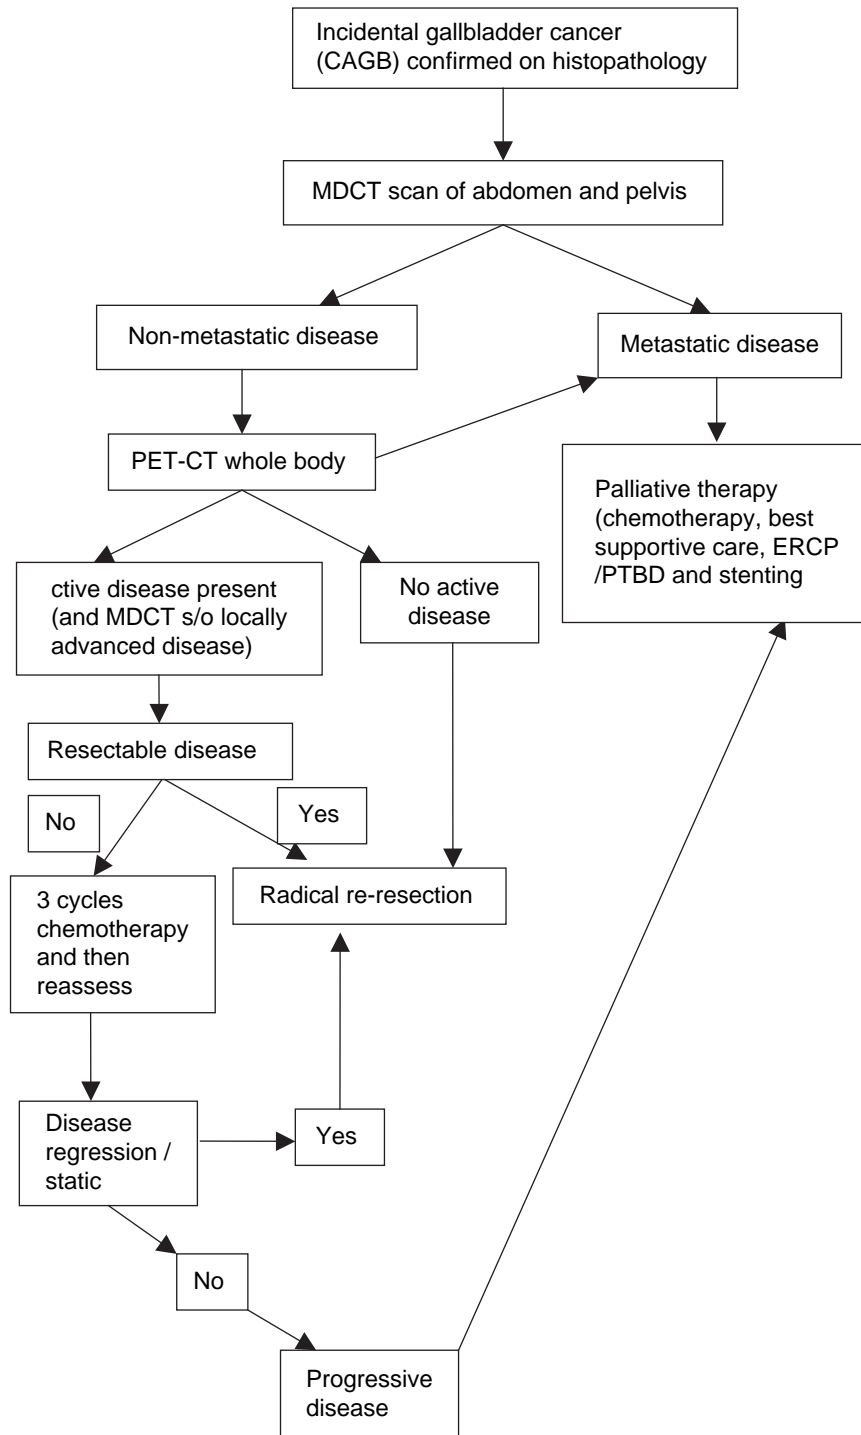 Incidental gallbladder cancer
(CAGB) confirmed on histopathology
MDCT scan of abdomen and pelvis
Non-metastatic disease
Metastatic disease
PET-CT whole body
Palliative therapy
(chemotherapy, best
supportive care, ERCP
/PTBD and stenting
ctive disease present
(and MDCT s/o locally
advanced disease)
No active
disease
Resectable disease
No
Yes
3 cycles
chemotherapy
and then
reassess
Radical re-resection
Disease
regression /
static
Yes
No
Progressive
disease